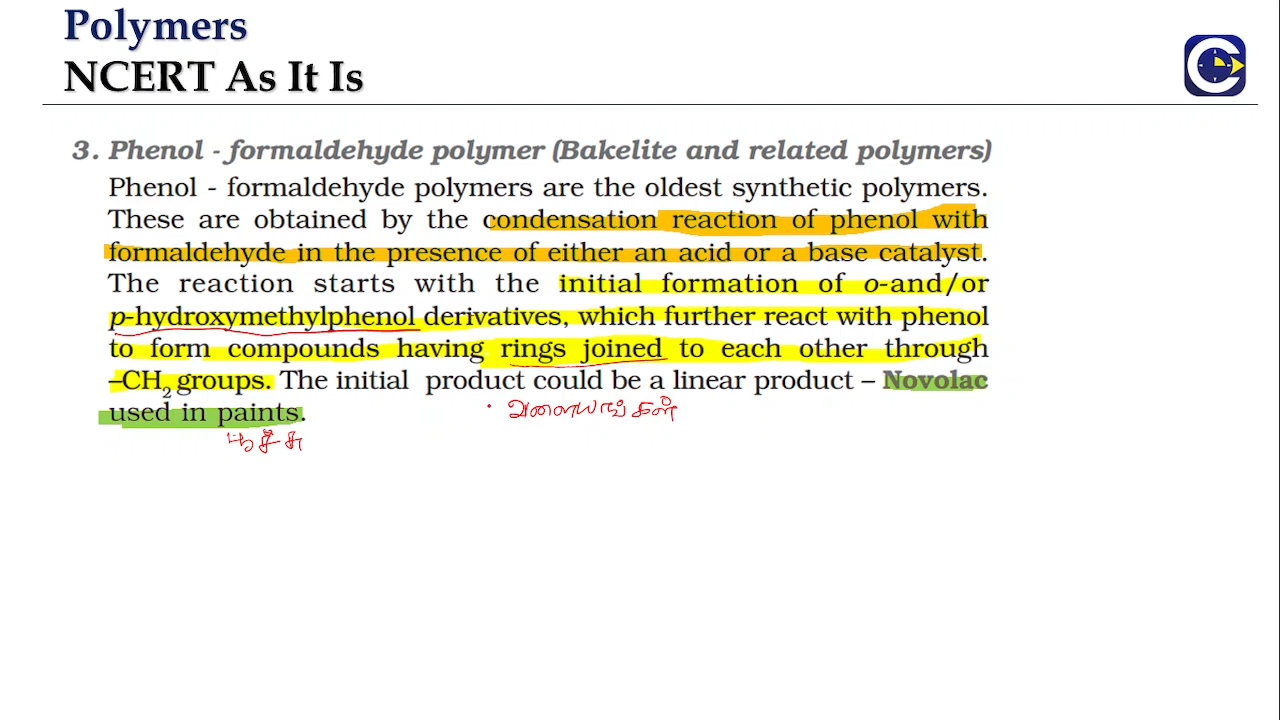 Polymers
NCERT As It Is
3. Phenol - formaldehyde polymer (Bakelite and related polymers)
Phenol - formaldehyde polymers are the oldest synthetic polymers.
These are obtained by the condensation reaction of phenol with
formaldehyde in the presence of either an acid or a base catalyst.
The reaction starts with the initial formation of o-and/or
p-hydroxymethylphenol derivatives, which further react with phenol
to form compounds having rings joined to each other through
–CH₂ groups. The initial product could be a linear product – Novolac
வளையங்கள்
used in paints.
பூச்சு